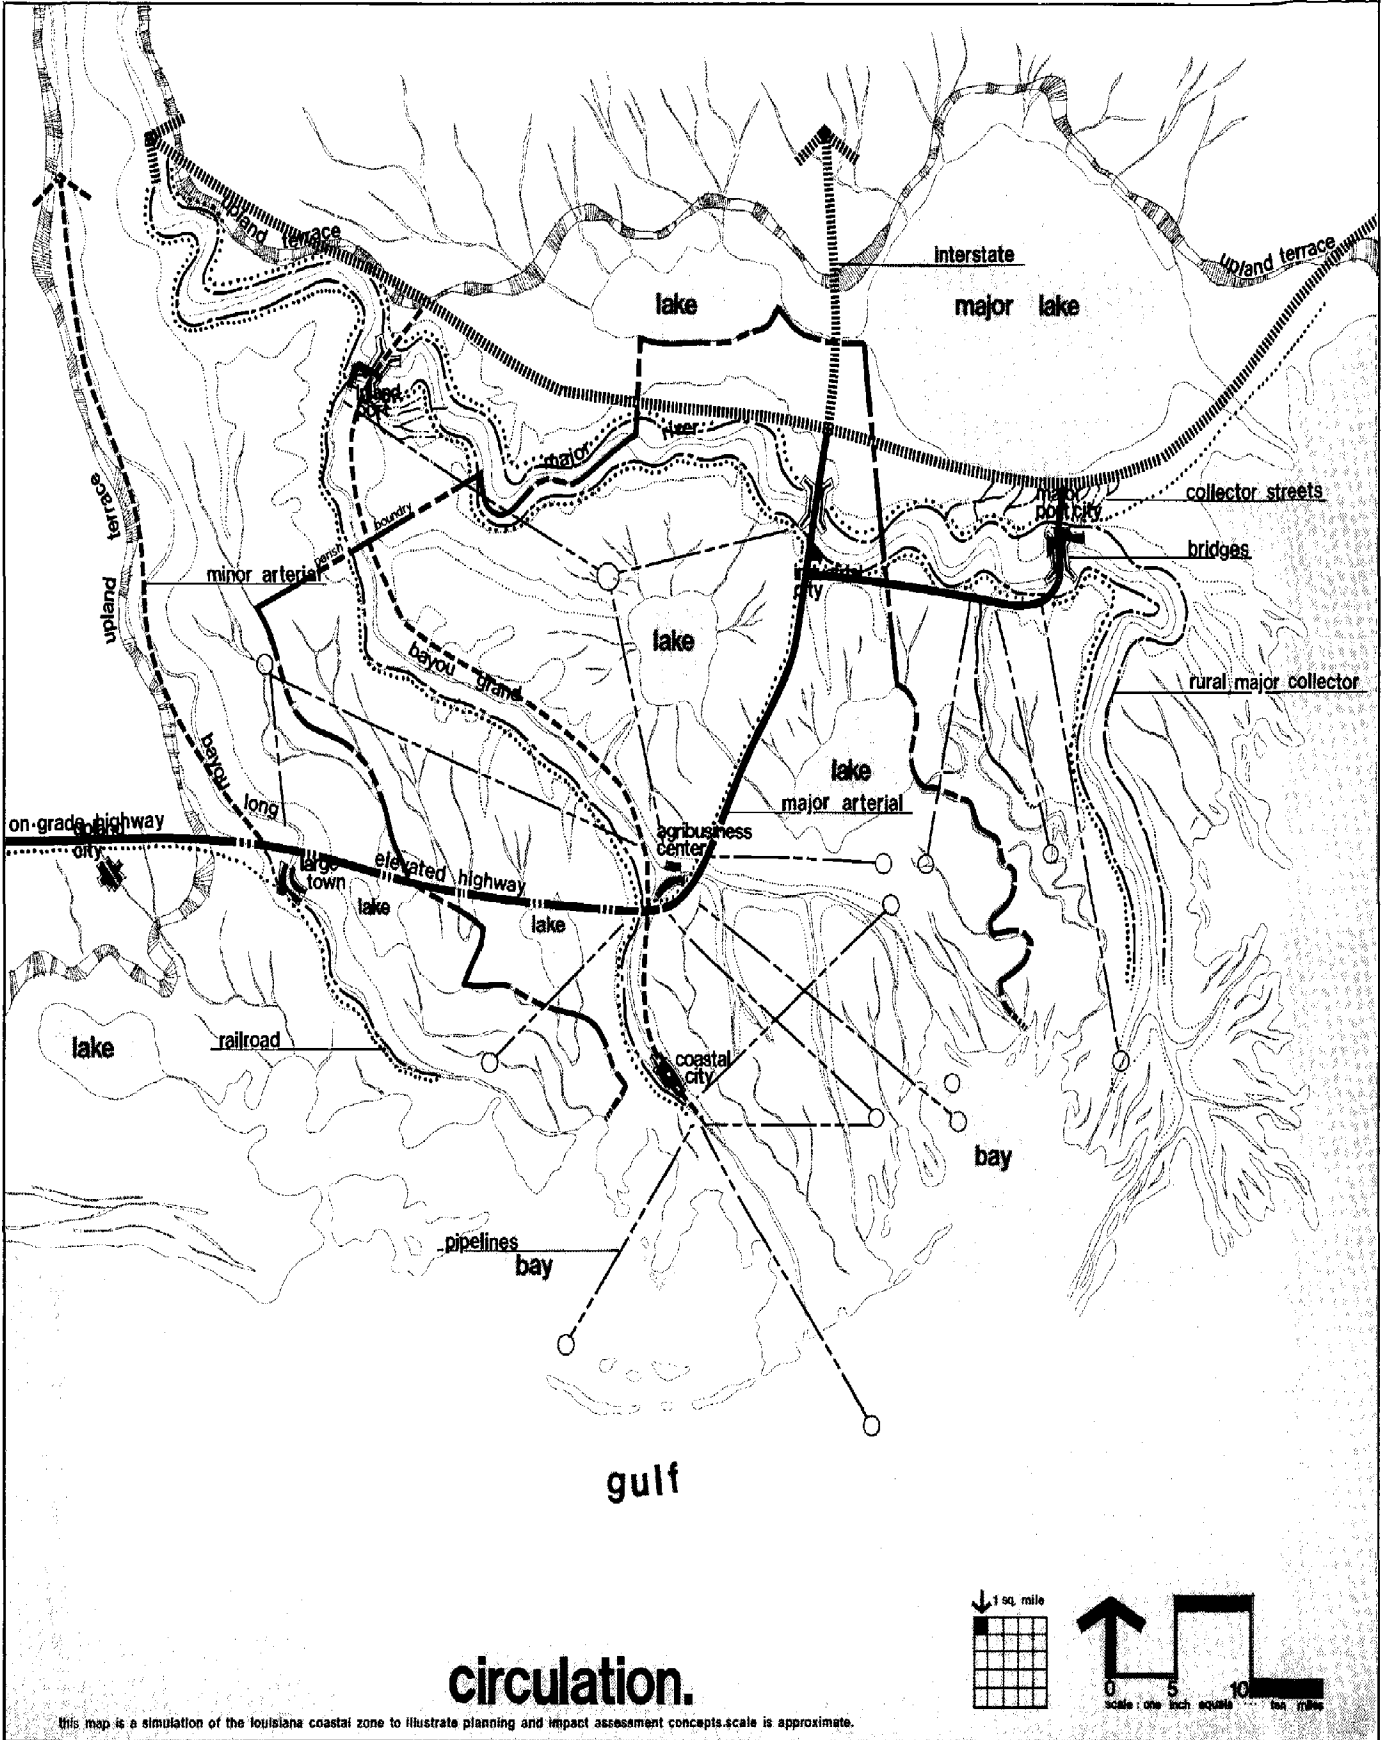 upland terrace
interstate
upland terrace
lake
major lake
inland
port
major river
major
port city
collector streets
bridges
parish boundry
minor arterial
city
terrace
upland
lake
bayou grand
rural major collector
bayou long
lake
major arterial
on-grade highway
upland
city
agribusiness
center
large
town
elevated highway
lake
lake
lake
railroad
coastal
city
bay
pipelines
bay
gulf
1 sq. mile
circulation.
0 5 10
scale : one inch equals ten miles
this map is a simulation of the louisiana coastal zone to illustrate planning and impact assessment concepts.scale is approximate.